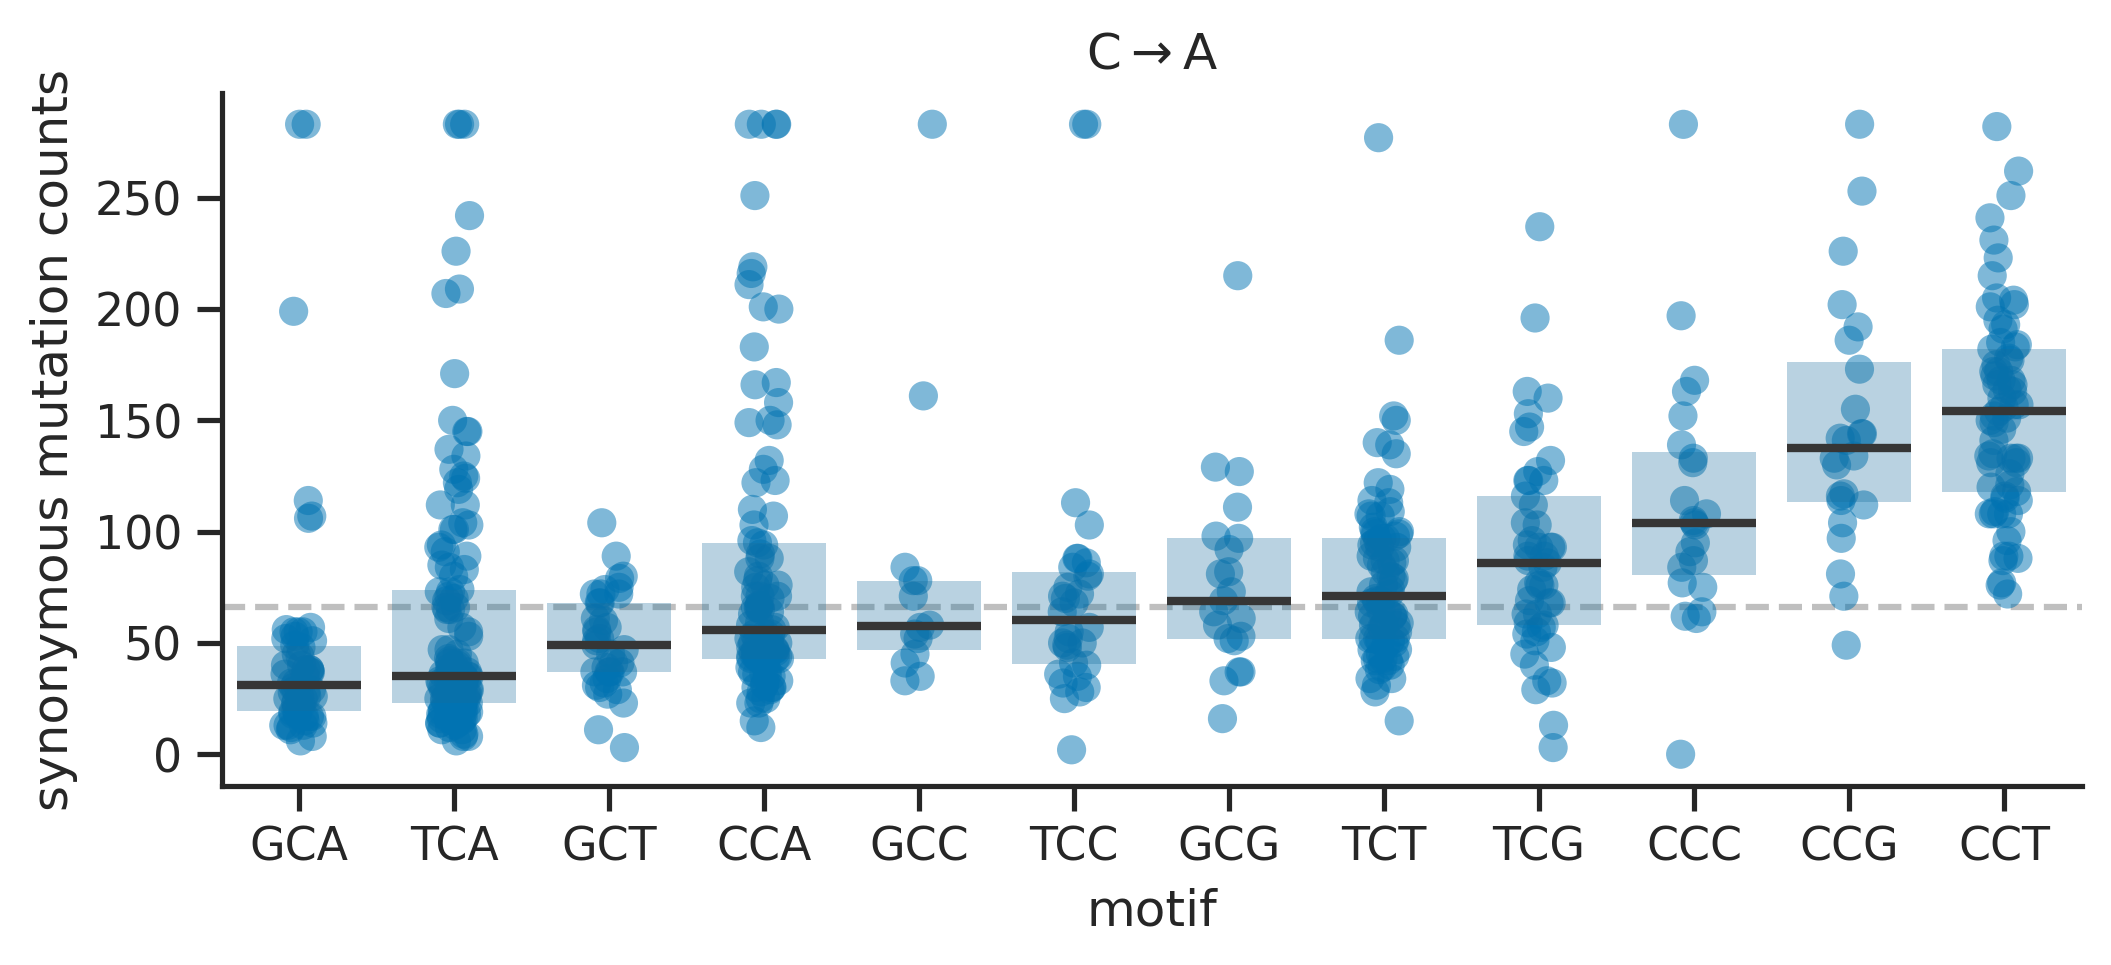 C→A
synonymous mutation counts
250
200
150
100
50
0
GCA TCA GCT CCA GCC TCC GCG TCT TCG CCC CCG CCT
motif